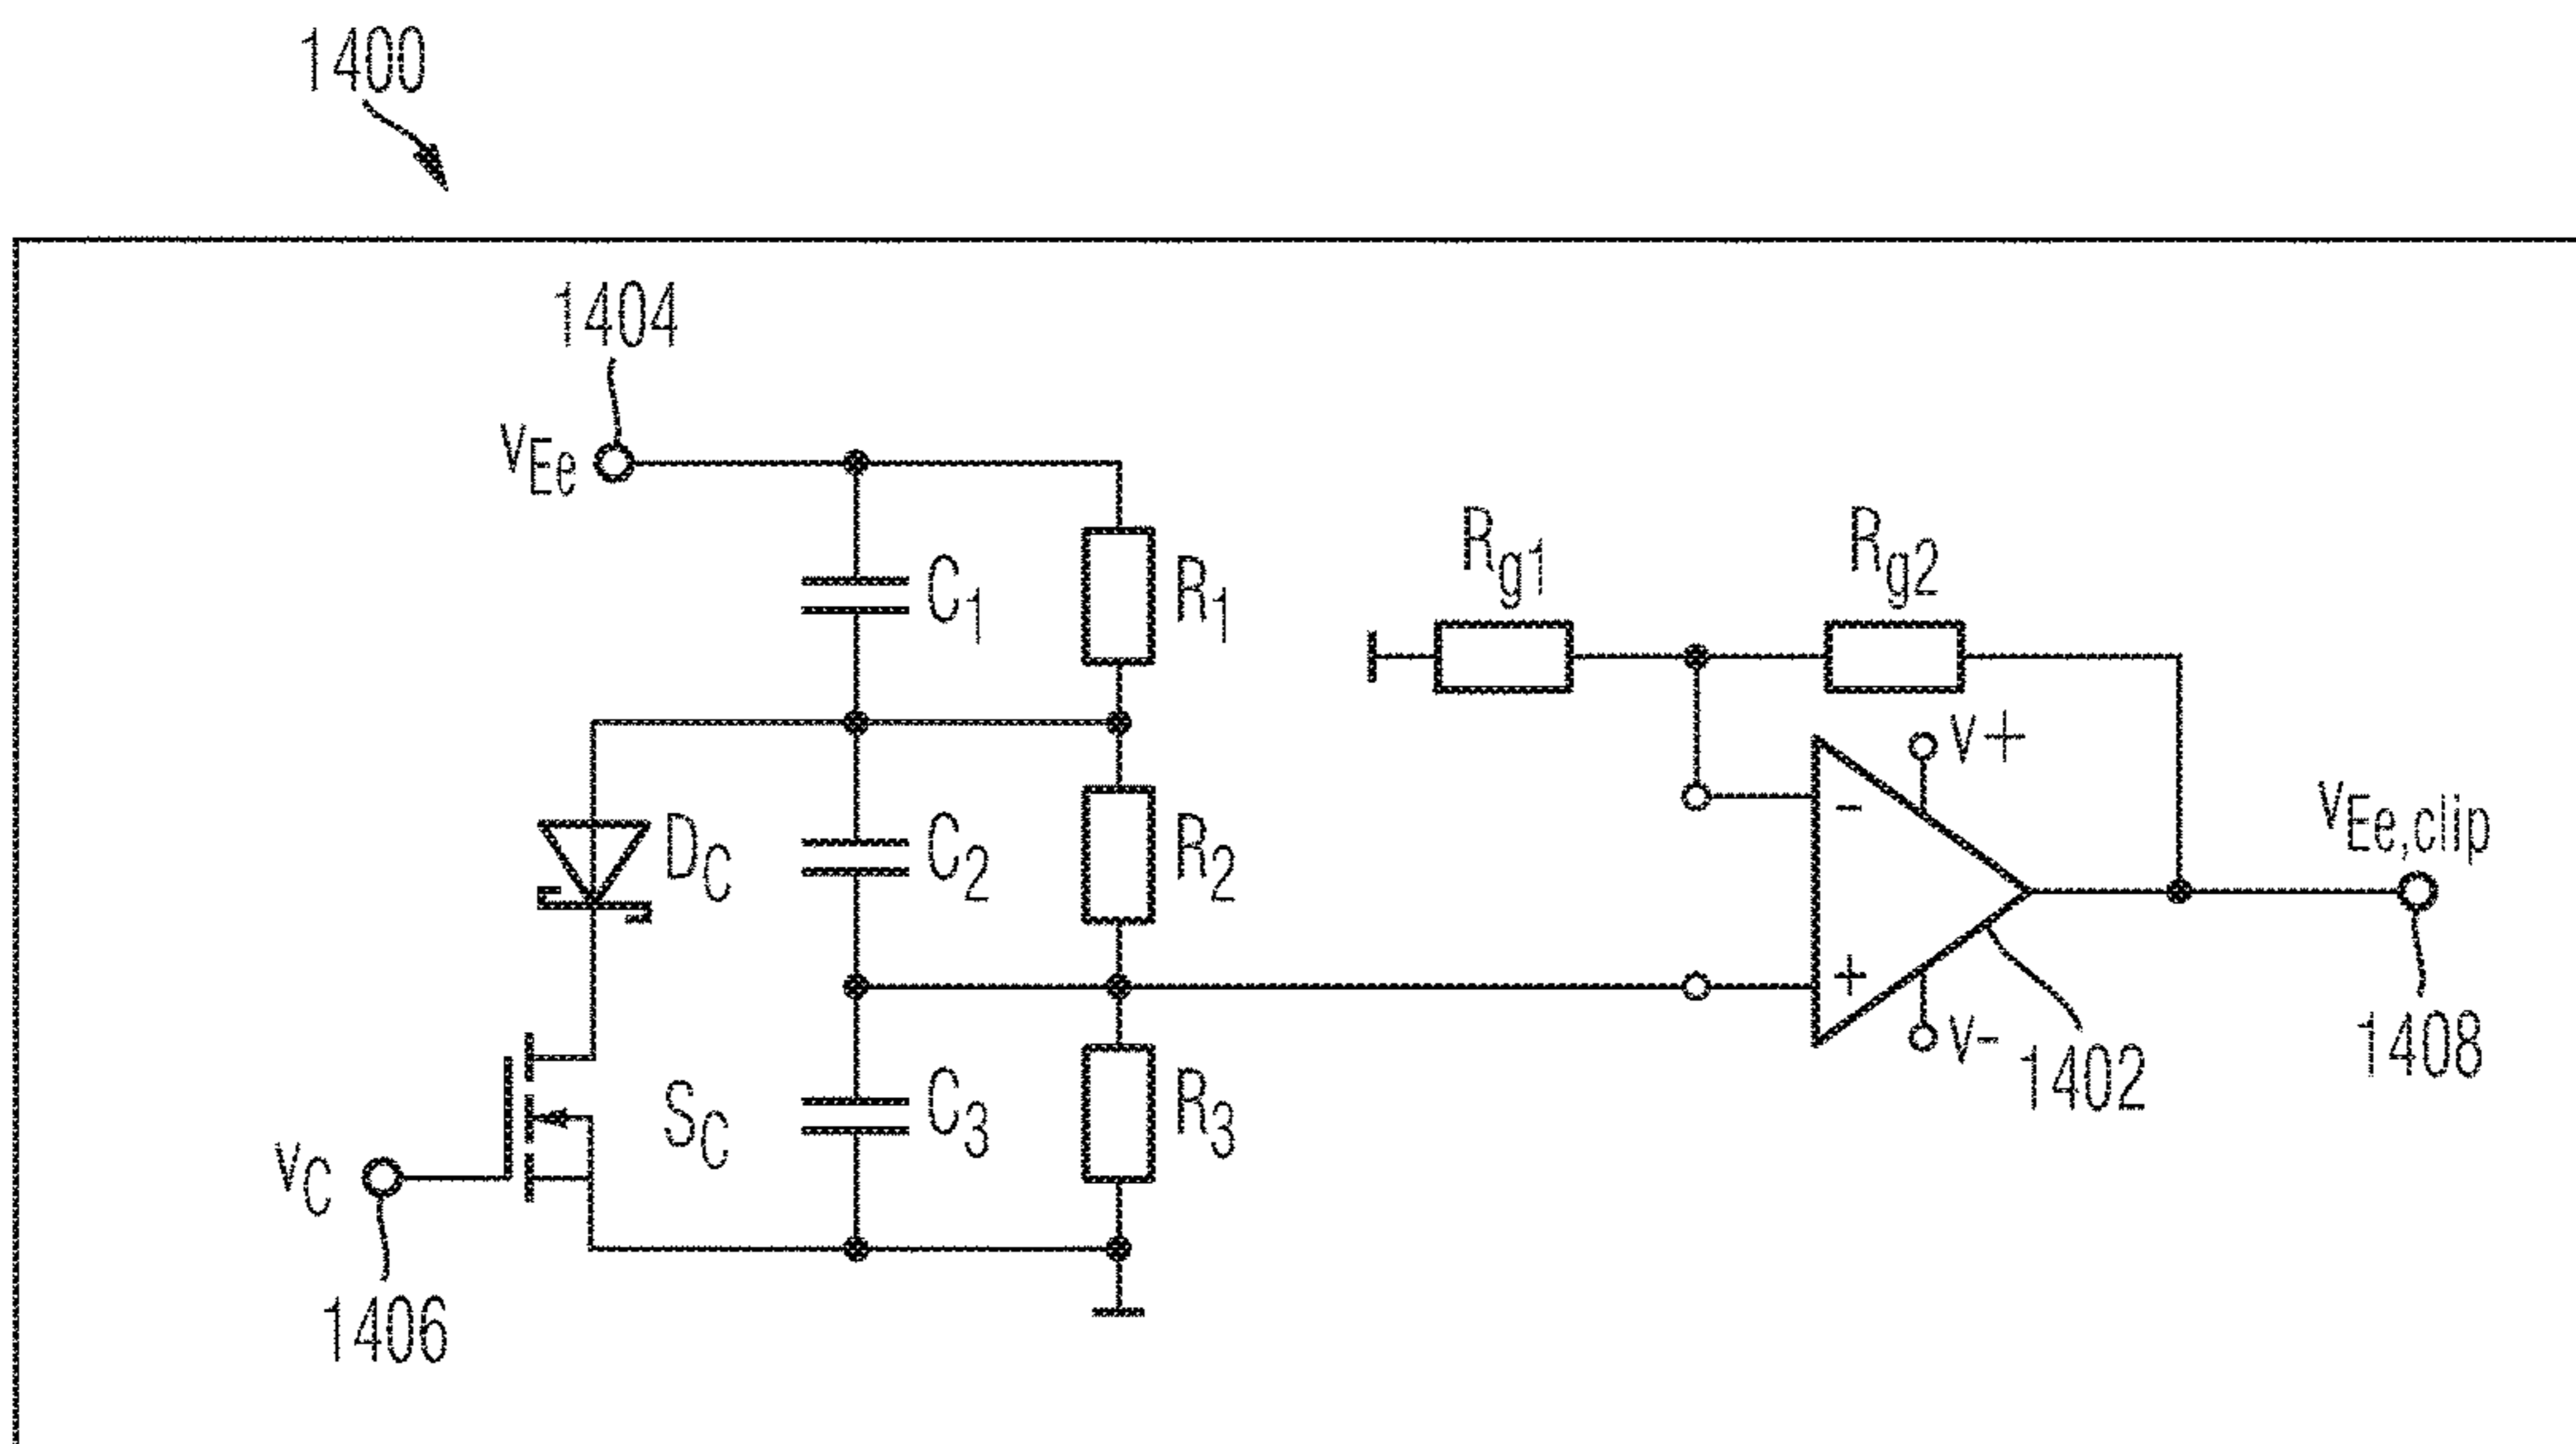 1400
1404
vEe
C1
R1
Rg1
Rg2
v+
-
vEe,clip
DC
C2
R2
+
v-
1402
1408
SC
C3
R3
vC
1406